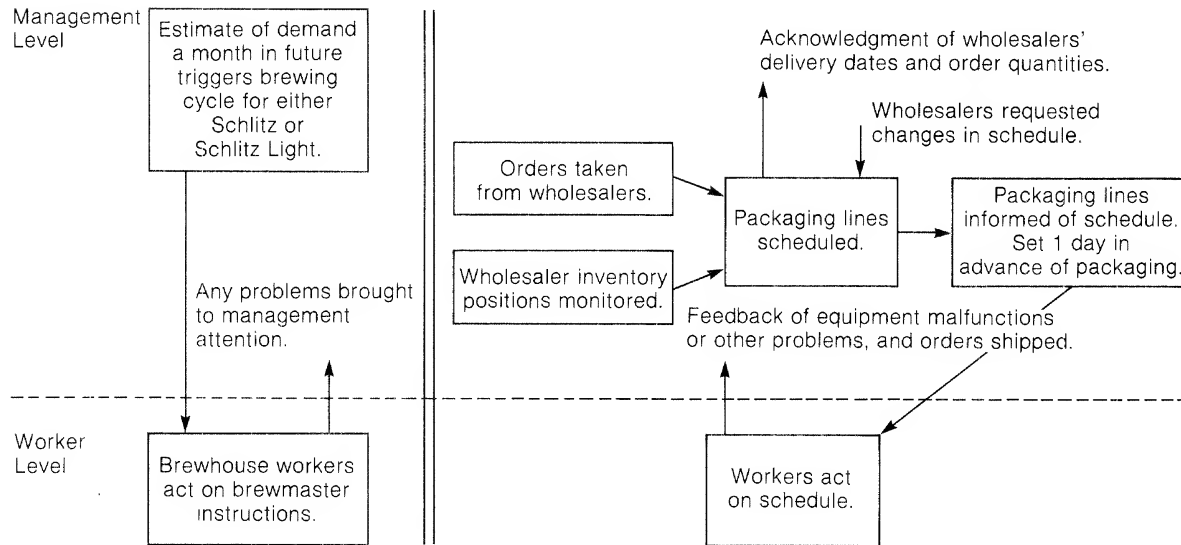 Management
Level
Estimate of demand
a month in future
triggers brewing
cycle for either
Schlitz or
Schlitz Light.
Any problems brought
to management
attention.
Worker
Level
Brewhouse workers
act on brewmaster
instructions.
Acknowledgment of wholesalers'
delivery dates and order quantities.
Wholesalers requested
changes in schedule.
Orders taken
from wholesalers.
Wholesaler inventory
positions monitored.
Packaging lines
scheduled.
Packaging lines
informed of schedule.
Set 1 day in
advance of packaging.
Feedback of equipment malfunctions
or other problems, and orders shipped.
Workers act
on schedule.